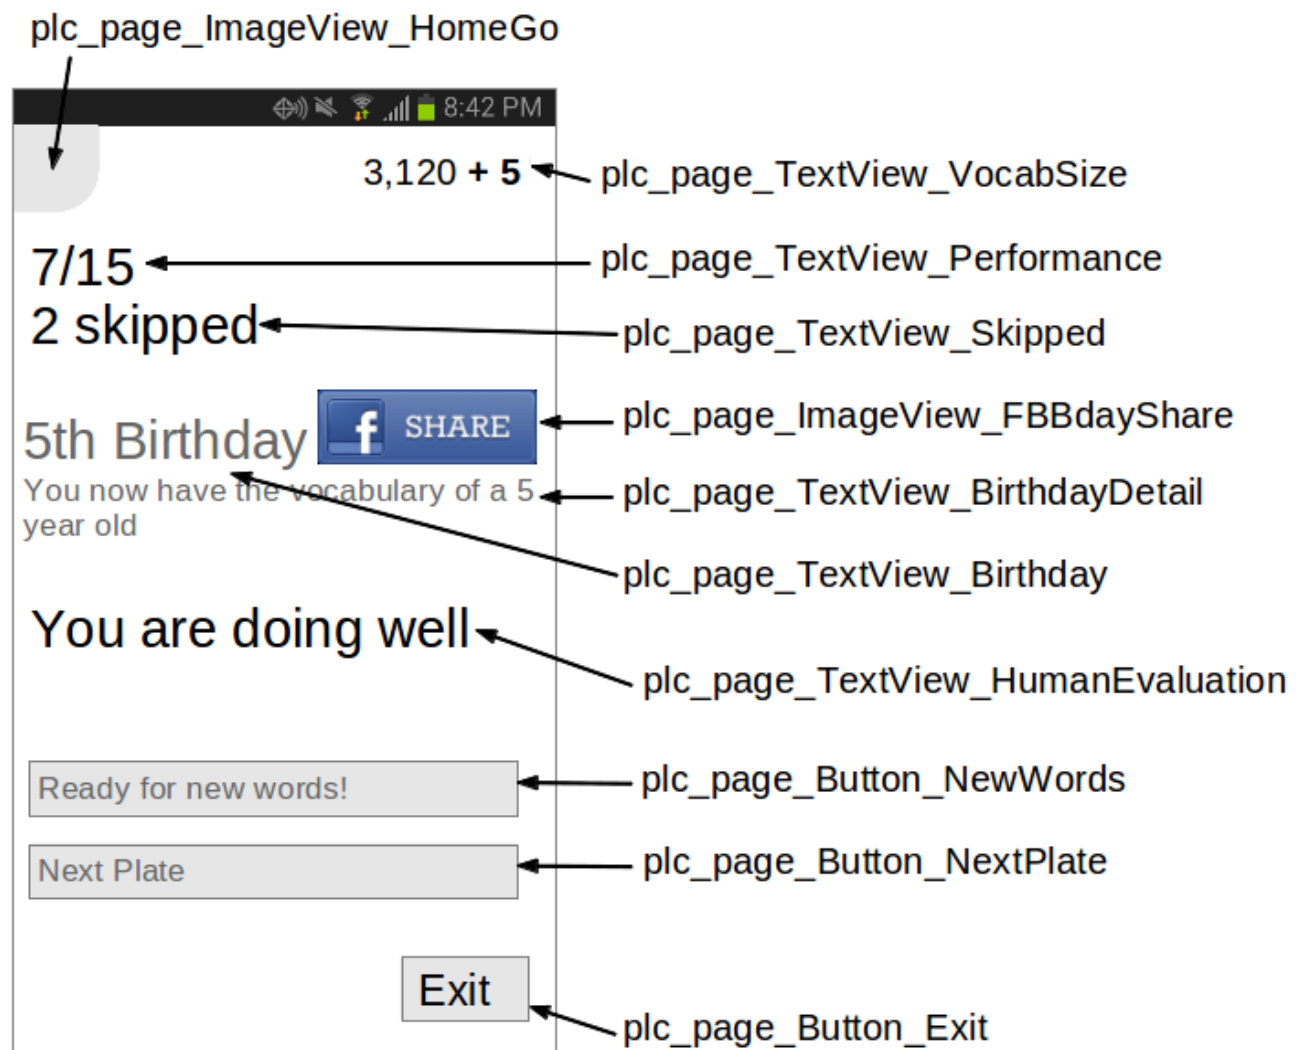 plc_page_ImageView_HomeGo
8:42 PM
3,120 + 5
plc_page_TextView_VocabSize
7/15
plc_page_TextView_Performance
2 skipped
plc_page_TextView_Skipped
5th Birthday
f SHARE
plc_page_ImageView_FBBdayShare
You now have the vocabulary of a 5
year old
plc_page_TextView_BirthdayDetail
plc_page_TextView_Birthday
You are doing well
plc_page_TextView_HumanEvaluation
Ready for new words!
plc_page_Button_NewWords
Next Plate
plc_page_Button_NextPlate
Exit
plc_page_Button_Exit